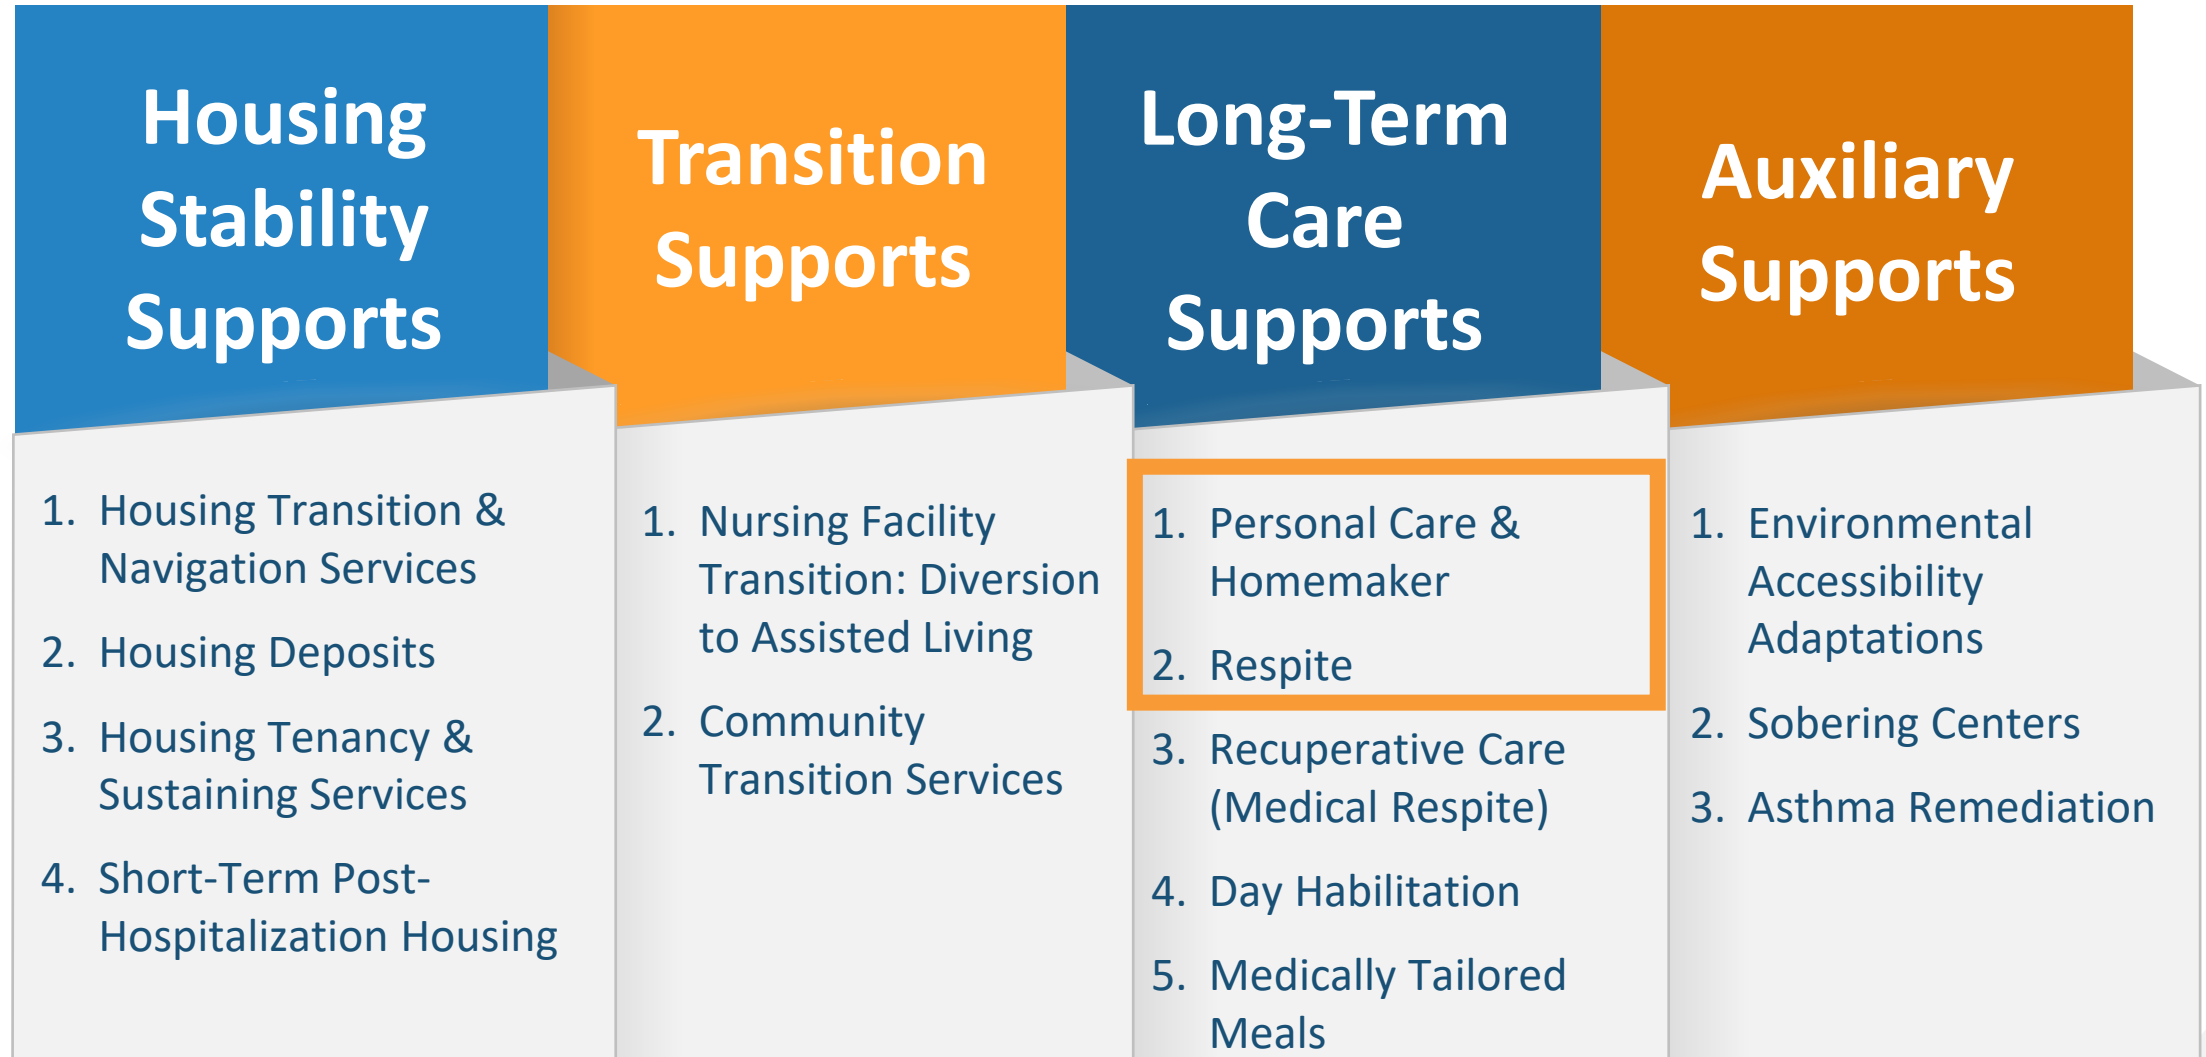 Housing
Stability
Supports
1. Housing Transition &
Navigation Services
2. Housing Deposits
3. Housing Tenancy &
Sustaining Services
4. Short-Term Post-
Hospitalization Housing
Transition
Supports
1. Nursing Facility
Transition: Diversion
to Assisted Living
2. Community
Transition Services
Long-Term
Care
Supports
1. Personal Care &
Homemaker
2. Respite
3. Recuperative Care
(Medical Respite)
4. Day Habilitation
5. Medically Tailored
Meals
Auxiliary
Supports
1. Environmental
Accessibility
Adaptations
2. Sobering Centers
3. Asthma Remediation